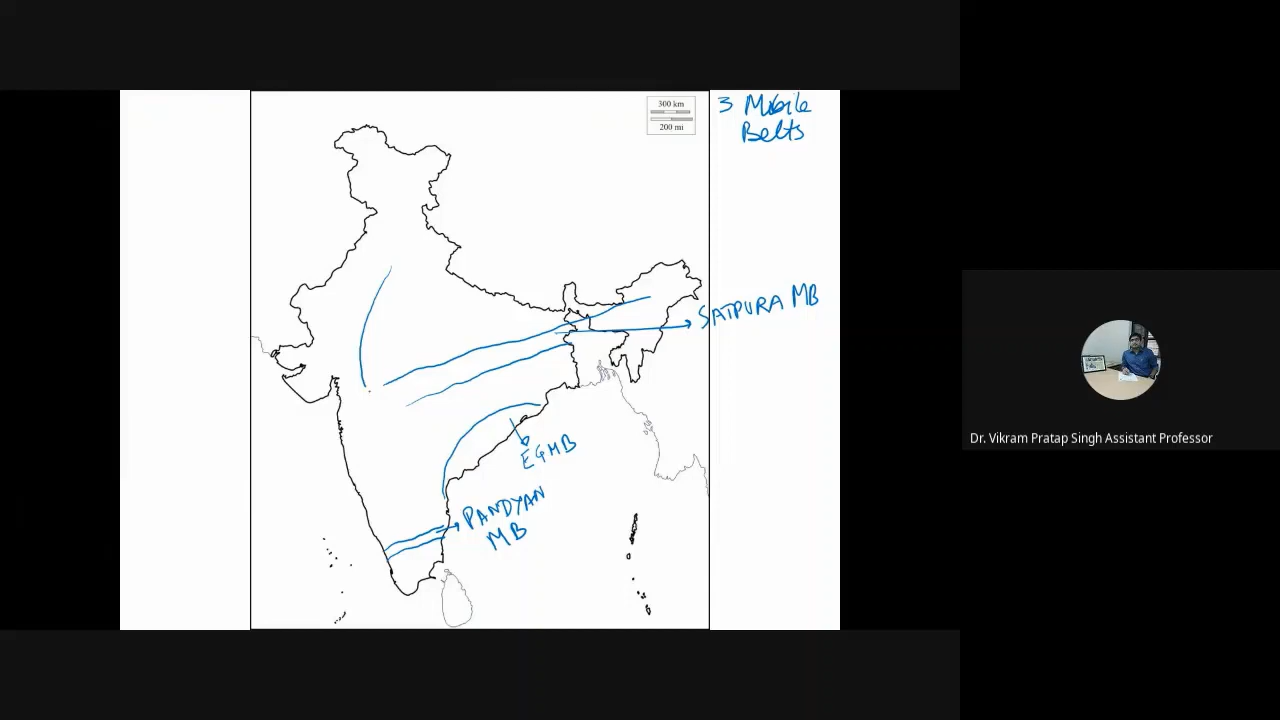 300 km
200 mi
3 Mobile
Belts
SATPURA MB
EGMB
PANDYAN
MB
Dr. Vikram Pratap Singh Assistant Professor